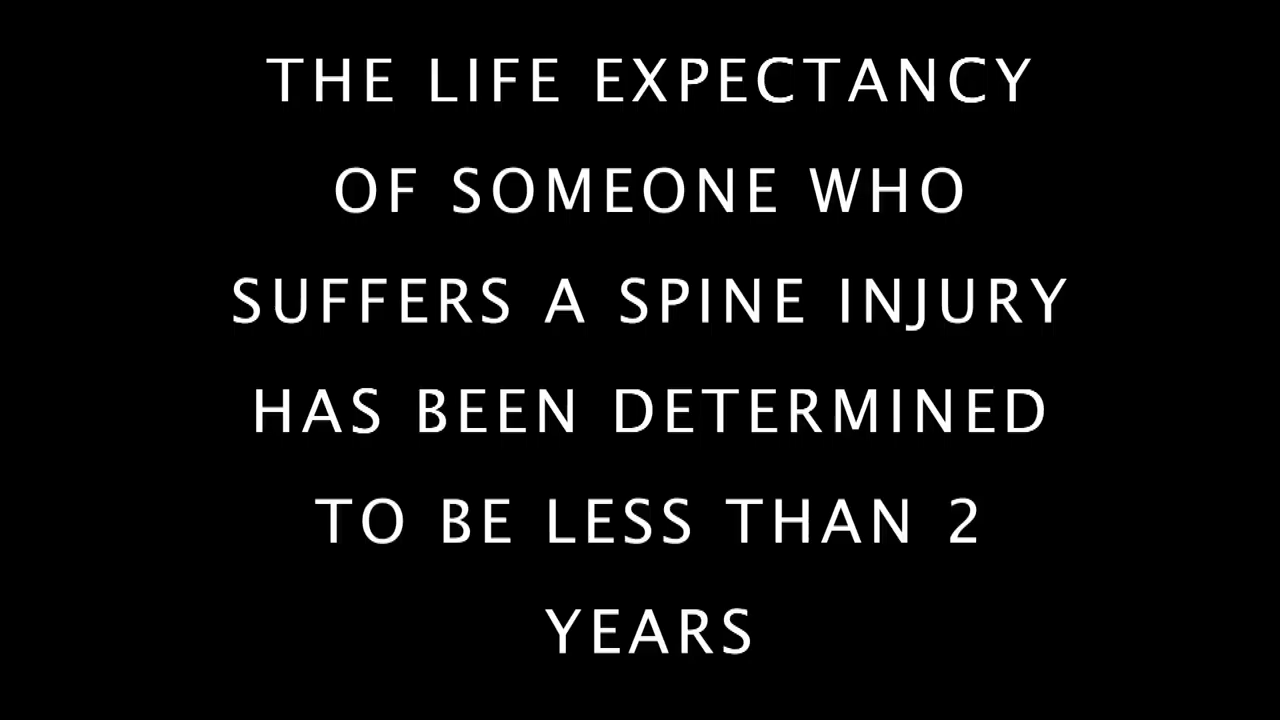 THE LIFE EXPECTANCY
OF SOMEONE WHO
SUFFERS A SPINE INJURY
HAS BEEN DETERMINED
TO BE LESS THAN 2
YEARS